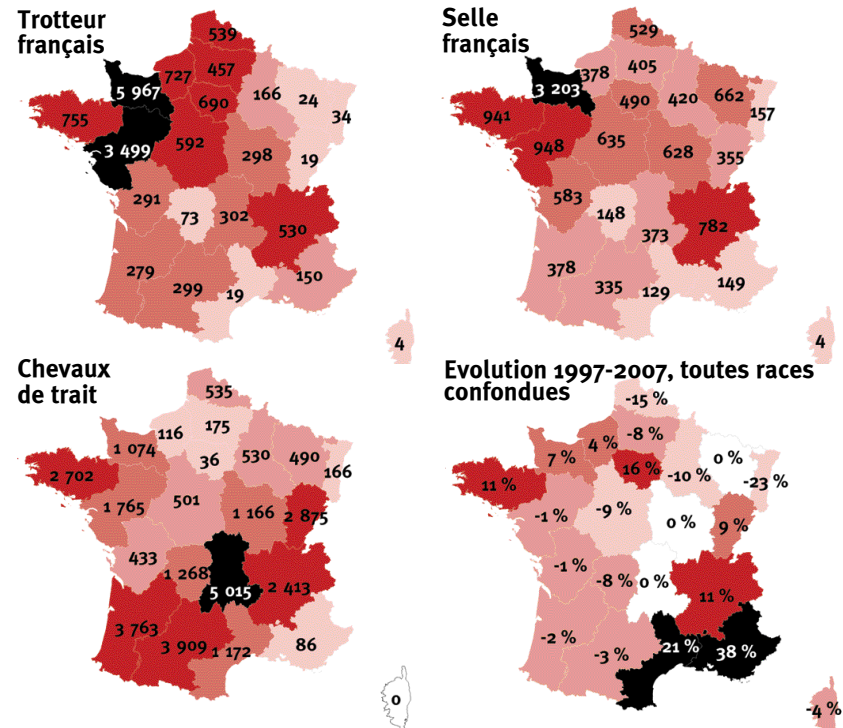 Trotteur
français
539
727 457
5 967
690 166 24
34
755
3 499 592
298 19
291
73 302
530
279
299 19 150
4
Selle
français
529
378 405
3 203
490 420 662
157
941
948 635
628 355
583
148
373 782
378
335 129 149
4
Chevaux
de trait
535
116 175
1 074
36 530 490
166
2 702
1 765 501
1 166 2 875
433
1 268
5 015 2 413
3 763
3 909 1 172 86
0
Evolution 1997-2007, toutes races
confondues
-15 %
4 % -8 %
7 %
16 % -10 % 0 %
-23 %
11 %
-1 % -9 %
0 % 9 %
-1 %
-8 % 0 %
11 %
-2 %
-3 % 21 % 38 %
-4 %